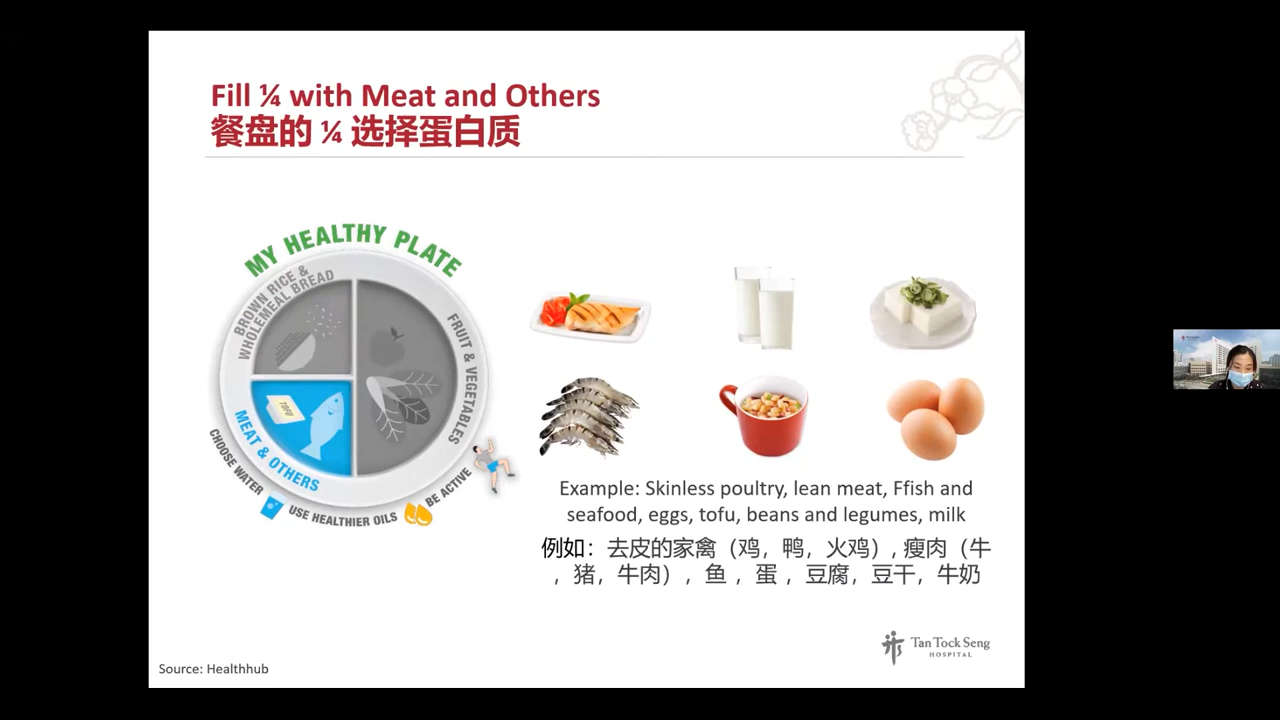 Fill ¼ with Meat and Others
餐盘的 ¼ 选择蛋白质
MY HEALTHY PLATE
BROWN RICE &
WHOLEMEAL BREAD
FRUIT & VEGETABLES
TOFU
MEAT & OTHERS
CHOOSE WATER
USE HEALTHIER OILS
BE ACTIVE
Example: Skinless poultry, lean meat, Ffish and
seafood, eggs, tofu, beans and legumes, milk
例如：去皮的家禽（鸡，鸭，火鸡）, 瘦肉（牛
，猪，牛肉），鱼 ，蛋 ，豆腐，豆干，牛奶
Tan Tock Seng
HOSPITAL
Source: Healthhub